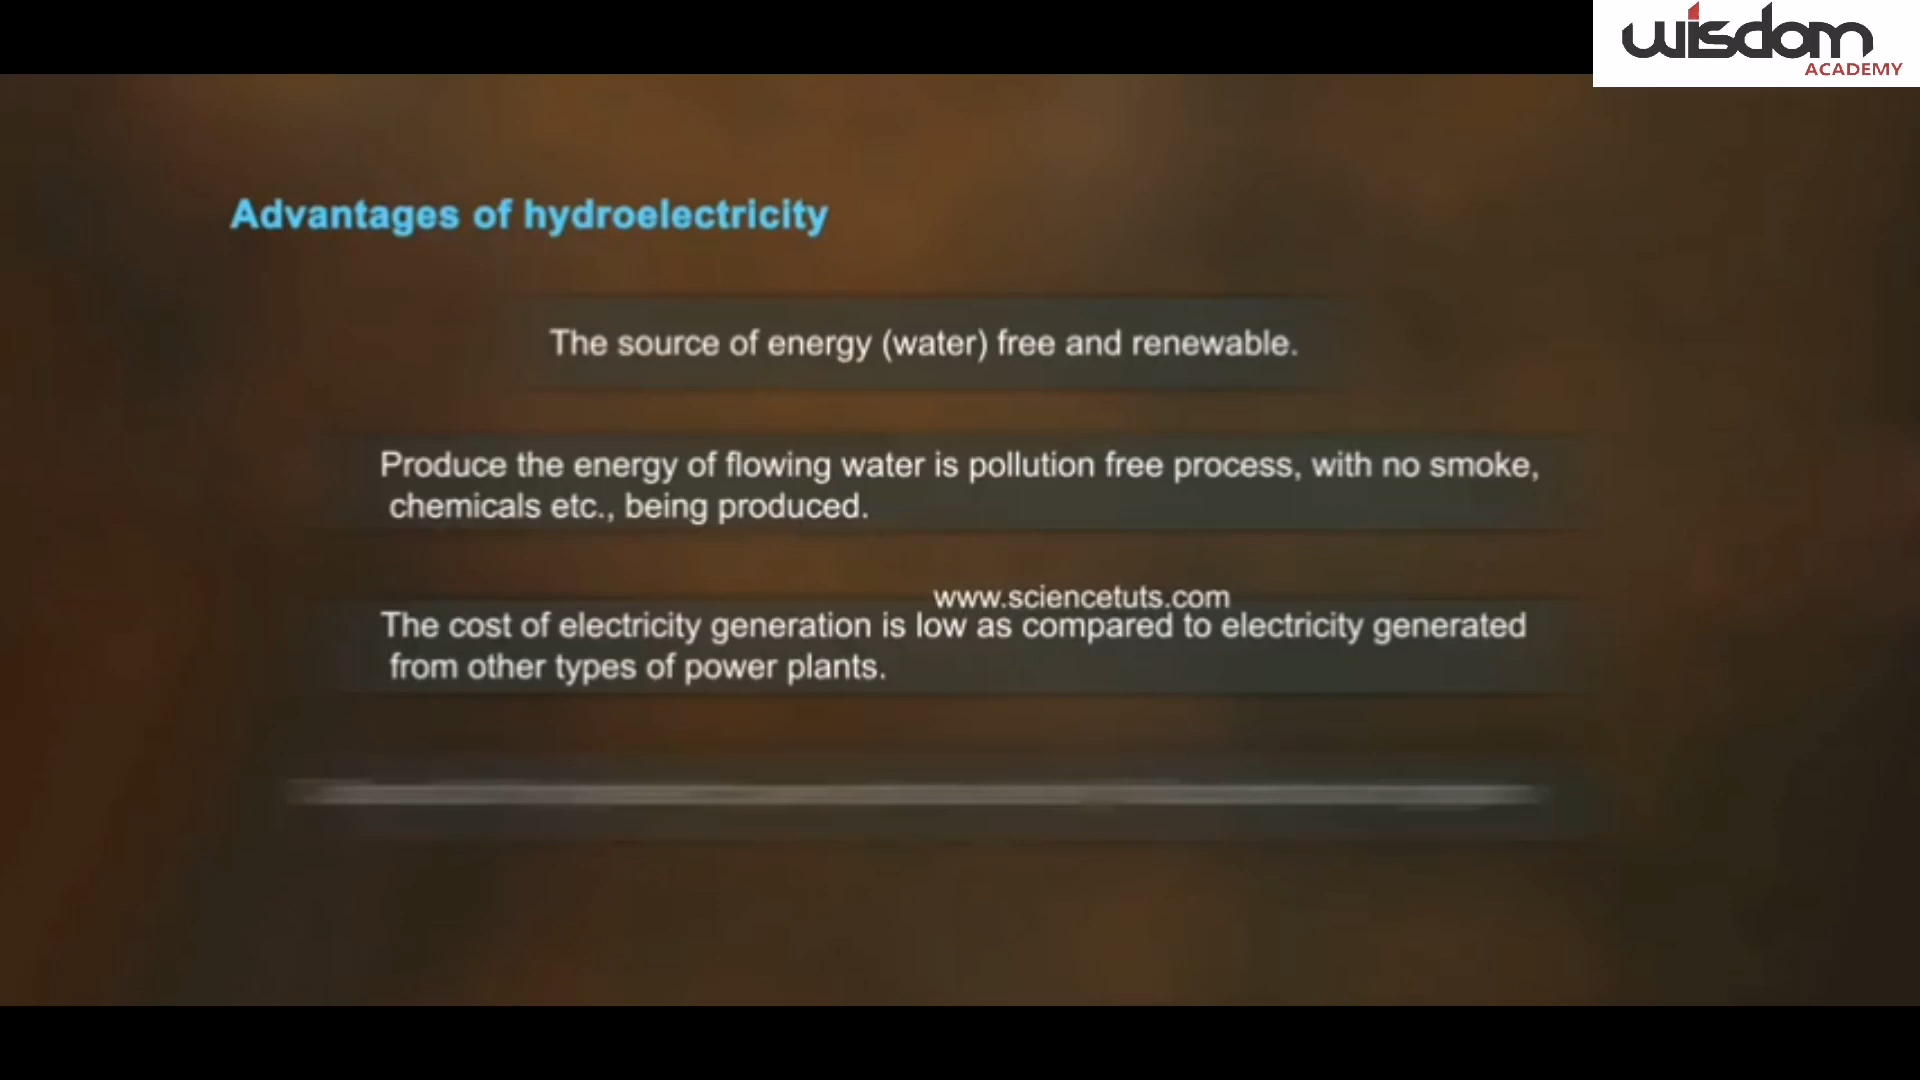 wisdom
ACADEMY
Advantages of hydroelectricity
The source of energy (water) free and renewable.
Produce the energy of flowing water is pollution free process, with no smoke,
chemicals etc., being produced.
www.sciencetuts.com
The cost of electricity generation is low as compared to electricity generated
from other types of power plants.